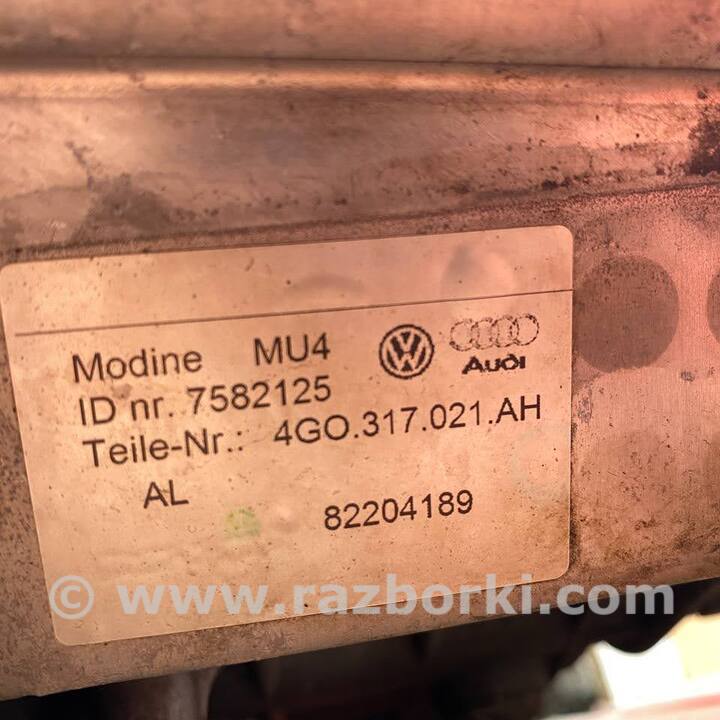 Modine MU4
Audi
ID nr. 7582125
Teile-Nr.: 4GO.317.021.AH
AL 82204189
© www.razborki.com